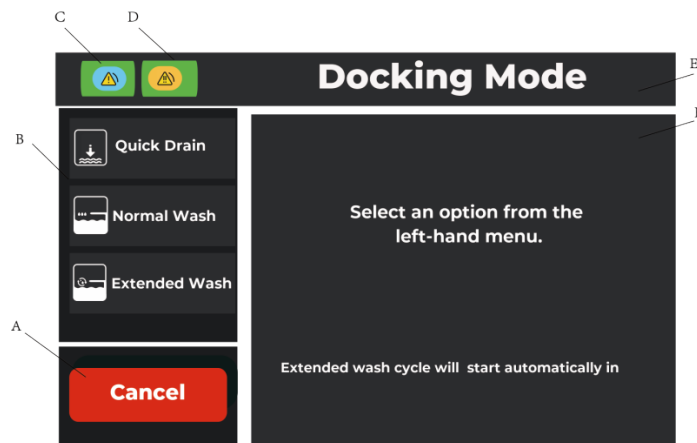 C
D
Docking Mode
E
B
Quick Drain
Normal Wash
Select an option from the
left-hand menu.
Extended Wash
A
Extended wash cycle will start automatically in
Cancel